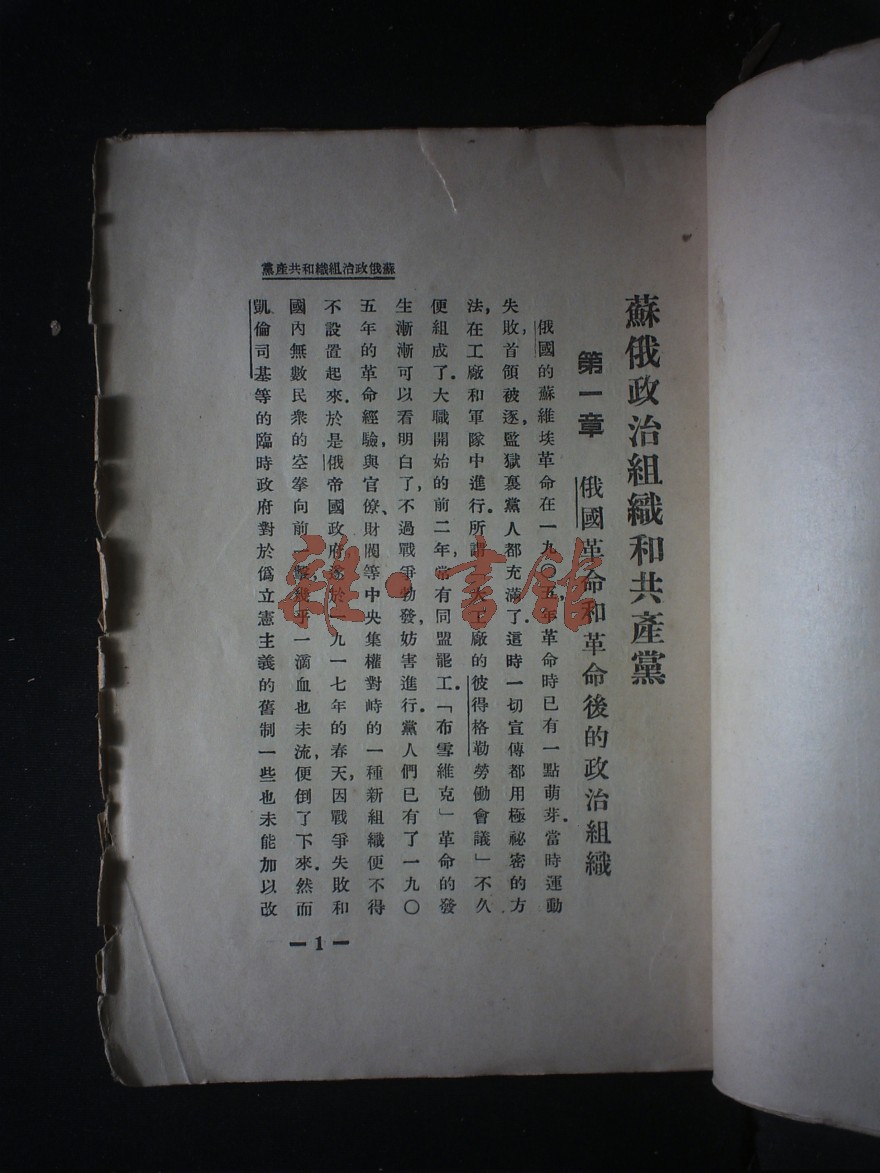 蘇俄政治組織和共產黨
第一章 俄國革命和革命後的政治組織
俄國的蘇維埃革命在一九〇五年革命時已有一點萌芽.當時運動
失敗,首領被逐,監獄裏黨人都充滿了.這時一切宣傳都用極祕密的方
法,在工廠和軍隊中進行.所謂「大工廠的彼得格勒勞働會議」不久
便組成了.大職開始的前二年,常有同盟罷工.「布雪維克」革命的發
生漸漸可以看明白了,不過戰爭勃發,妨害進行.黨人們已有了一九〇
五年的革命經驗,與官僚、財閥等中央集權對峙的一種新組織便不得
不設置起來.於是俄帝國政府遂於一九一七年的春天,因戰爭失敗和
國內無數民衆的空拳向前一擊,幾乎一滴血也未流,便倒了下來.然而
凱倫司基等的臨時政府對於僞立憲主義的舊制一些也未能加以改
黨產共和織組治政俄蘇
— 1 —
雜·書館